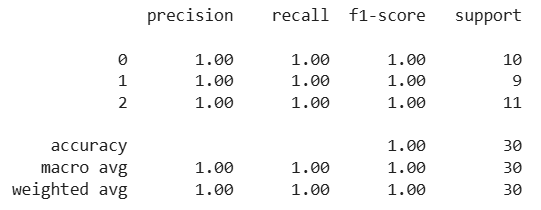 precision recall f1-score support
0 1.00 1.00 1.00 10
1 1.00 1.00 1.00 9
2 1.00 1.00 1.00 11
accuracy 1.00 30
macro avg 1.00 1.00 1.00 30
weighted avg 1.00 1.00 1.00 30